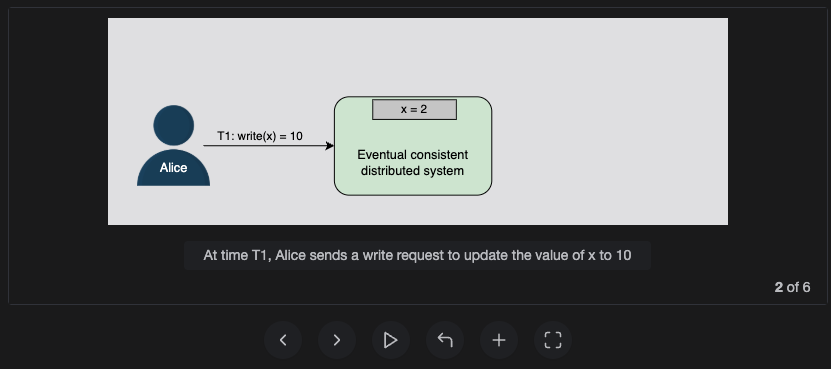 x = 2
T1: write(x) = 10
Alice
Eventual consistent
distributed system
At time T1, Alice sends a write request to update the value of x to 10
2 of 6